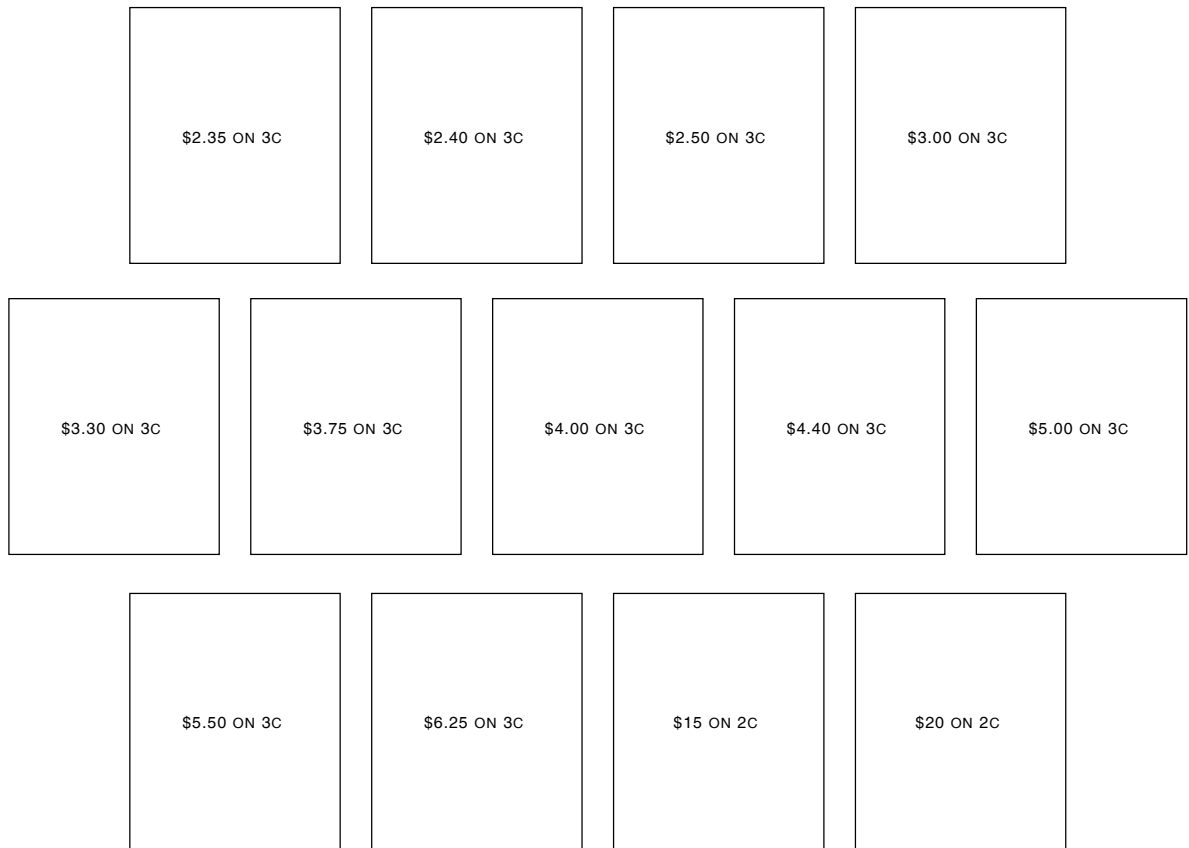 $2.35 ON 3C
$2.40 ON 3C
$2.50 ON 3C
$3.00 ON 3C
$3.30 ON 3C
$3.75 ON 3C
$4.00 ON 3C
$4.40 ON 3C
$5.00 ON 3C
$5.50 ON 3C
$6.25 ON 3C
$15 ON 2C
$20 ON 2C